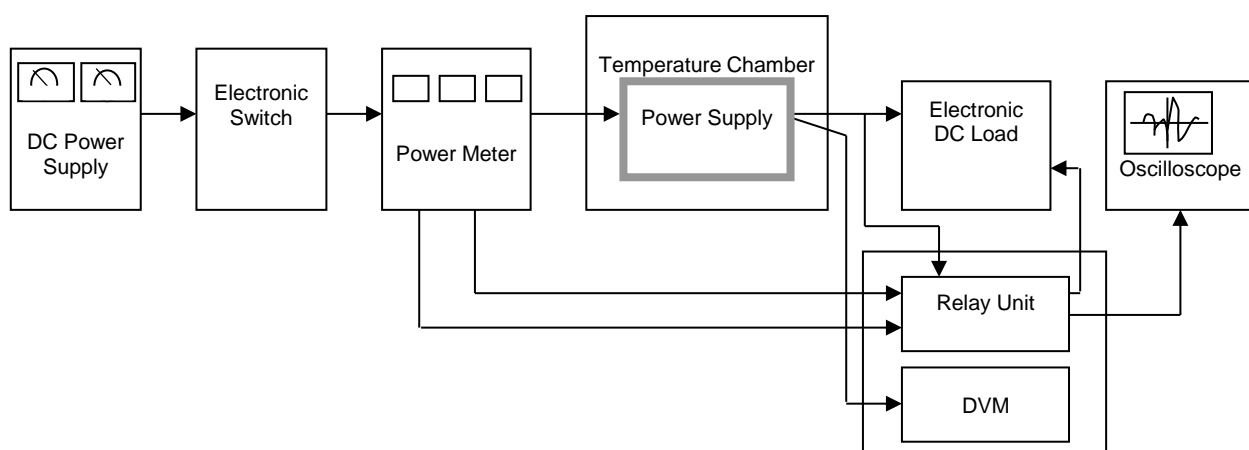 DC Power
Supply
Electronic
Switch
Power Meter
Temperature Chamber
Power Supply
Electronic
DC Load
Oscilloscope
Relay Unit
DVM